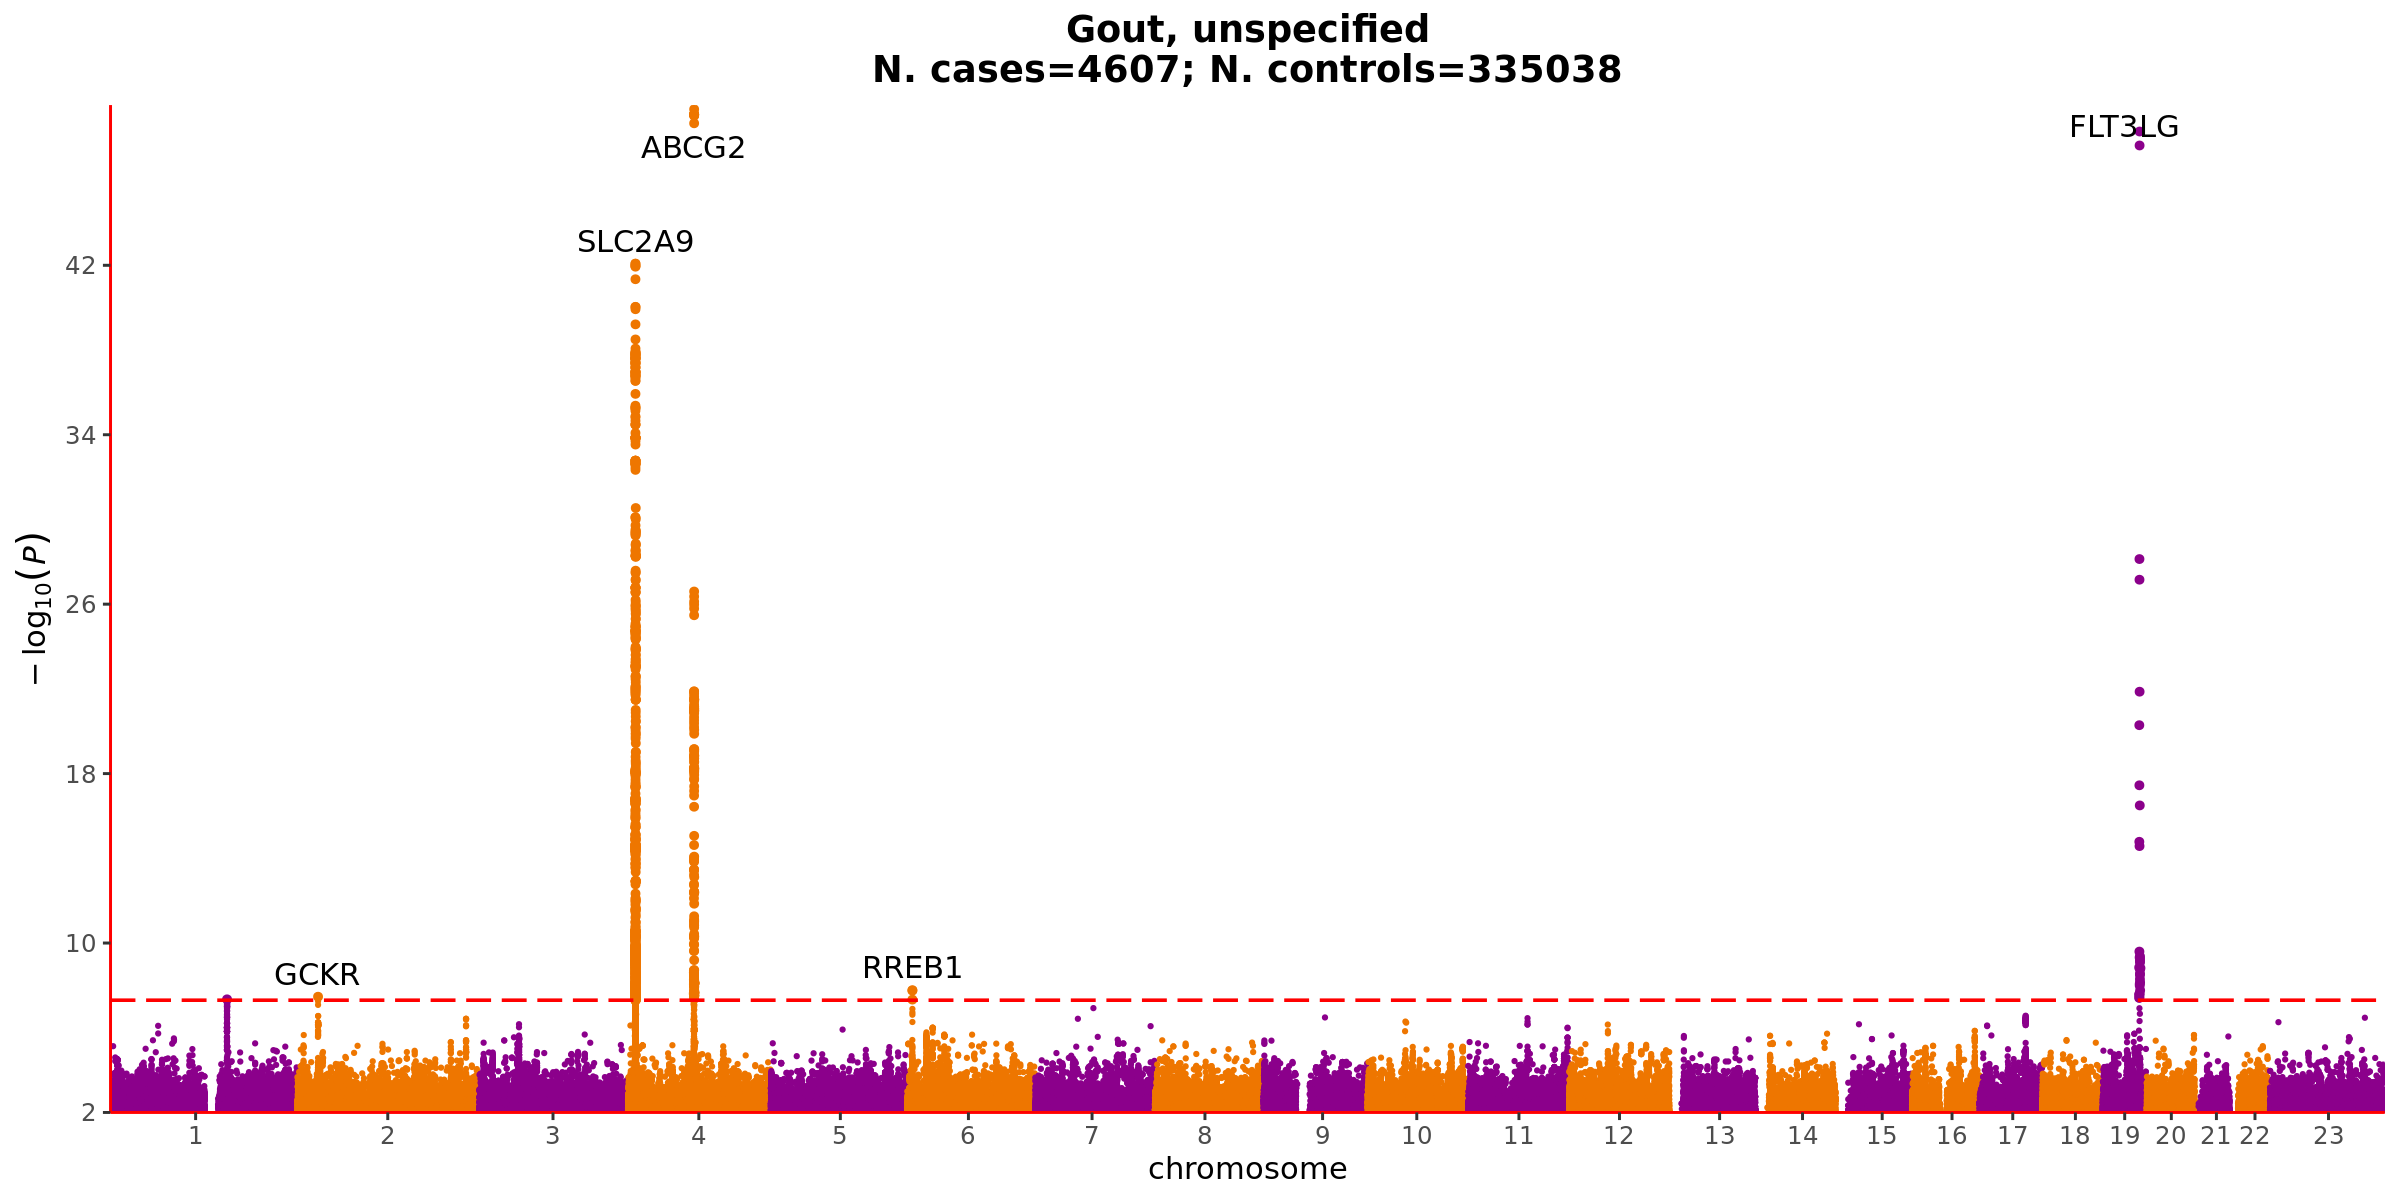 Gout, unspecified
N. cases=4607; N. controls=335038
ABCG2
FLT3LG
SLC2A9
GCKR
RREB1
42
34
26
18
10
2
−log10(P)
1 2 3 4 5 6 7 8 9 10 11 12 13 14 15 16 17 18 19 20 21 22 23
chromosome